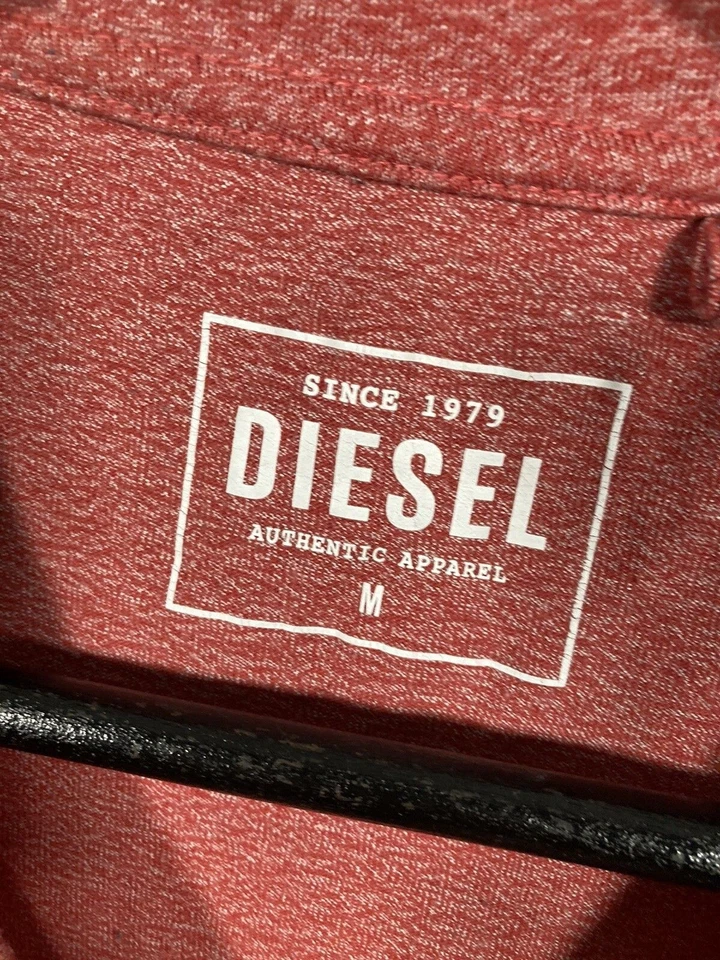 SINCE 1979
DIESEL
AUTHENTIC APPAREL
M